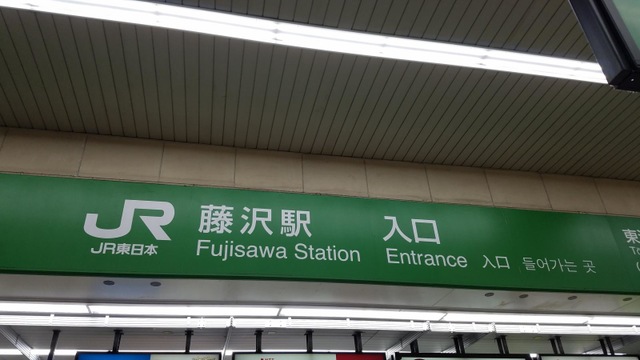 JR
JR東日本
藤沢駅
Fujisawa Station
入口
Entrance 入口 들어가는 곳